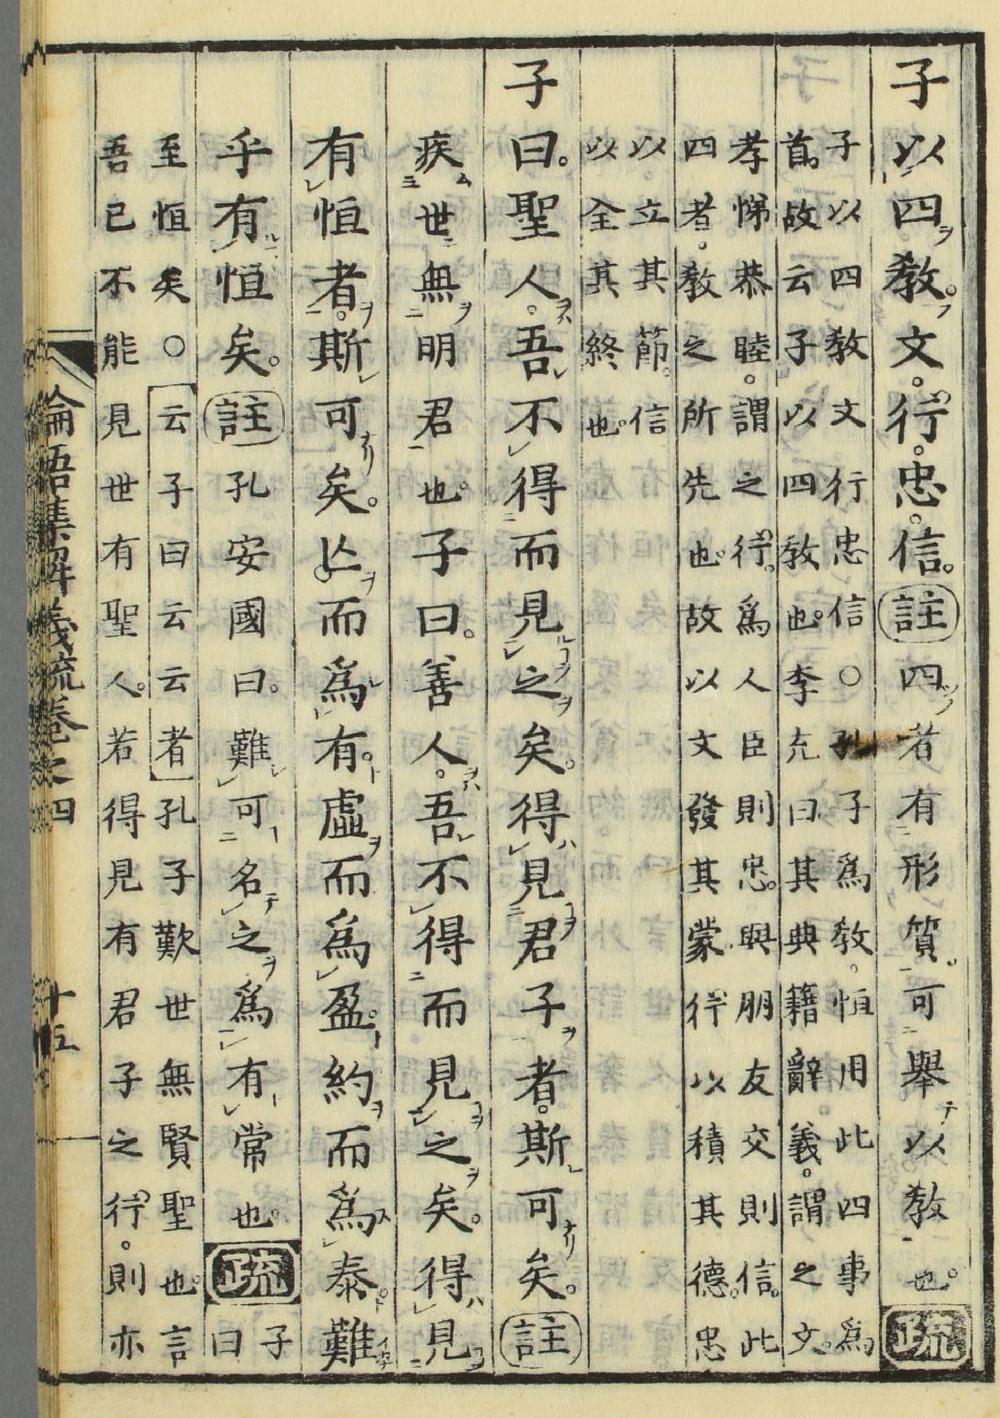 子以四教文行忠信註四者有形質可舉以教也疏
子以四教文行忠信○孔子為教恒用此四事為
首故云子以四教也李充曰其典籍辭義謂之文
孝悌恭睦謂之行為人臣則忠與朋友交則信此
四者教之所先也故以文發其蒙行以積其德忠
以立其節信
以全其終也
子曰聖人吾不得而見之矣得見君子者斯可矣註
疾世無明君也子曰善人吾不得而見之矣得見
有恒者斯可矣亾而為有虛而為盈約而為泰難
乎有恒矣註孔安國曰難可名之為有常也疏子
曰
至恒矣○云子曰云云者孔子歎世無賢聖也言
吾已不能見世有聖人若得見有君子之行則亦
論語集解義疏卷之四
十五